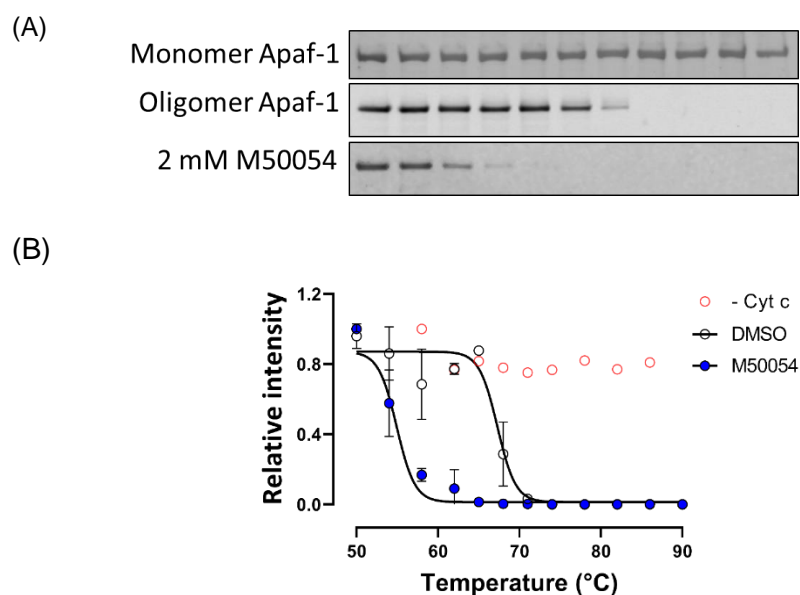 (A)
Monomer Apaf-1
Oligomer Apaf-1
2 mM M50054
(B)
Relative intensity
1.2
0.8
0.4
0.0
50
60
70
80
90
Temperature (°C)
- Cyt c
DMSO
M50054